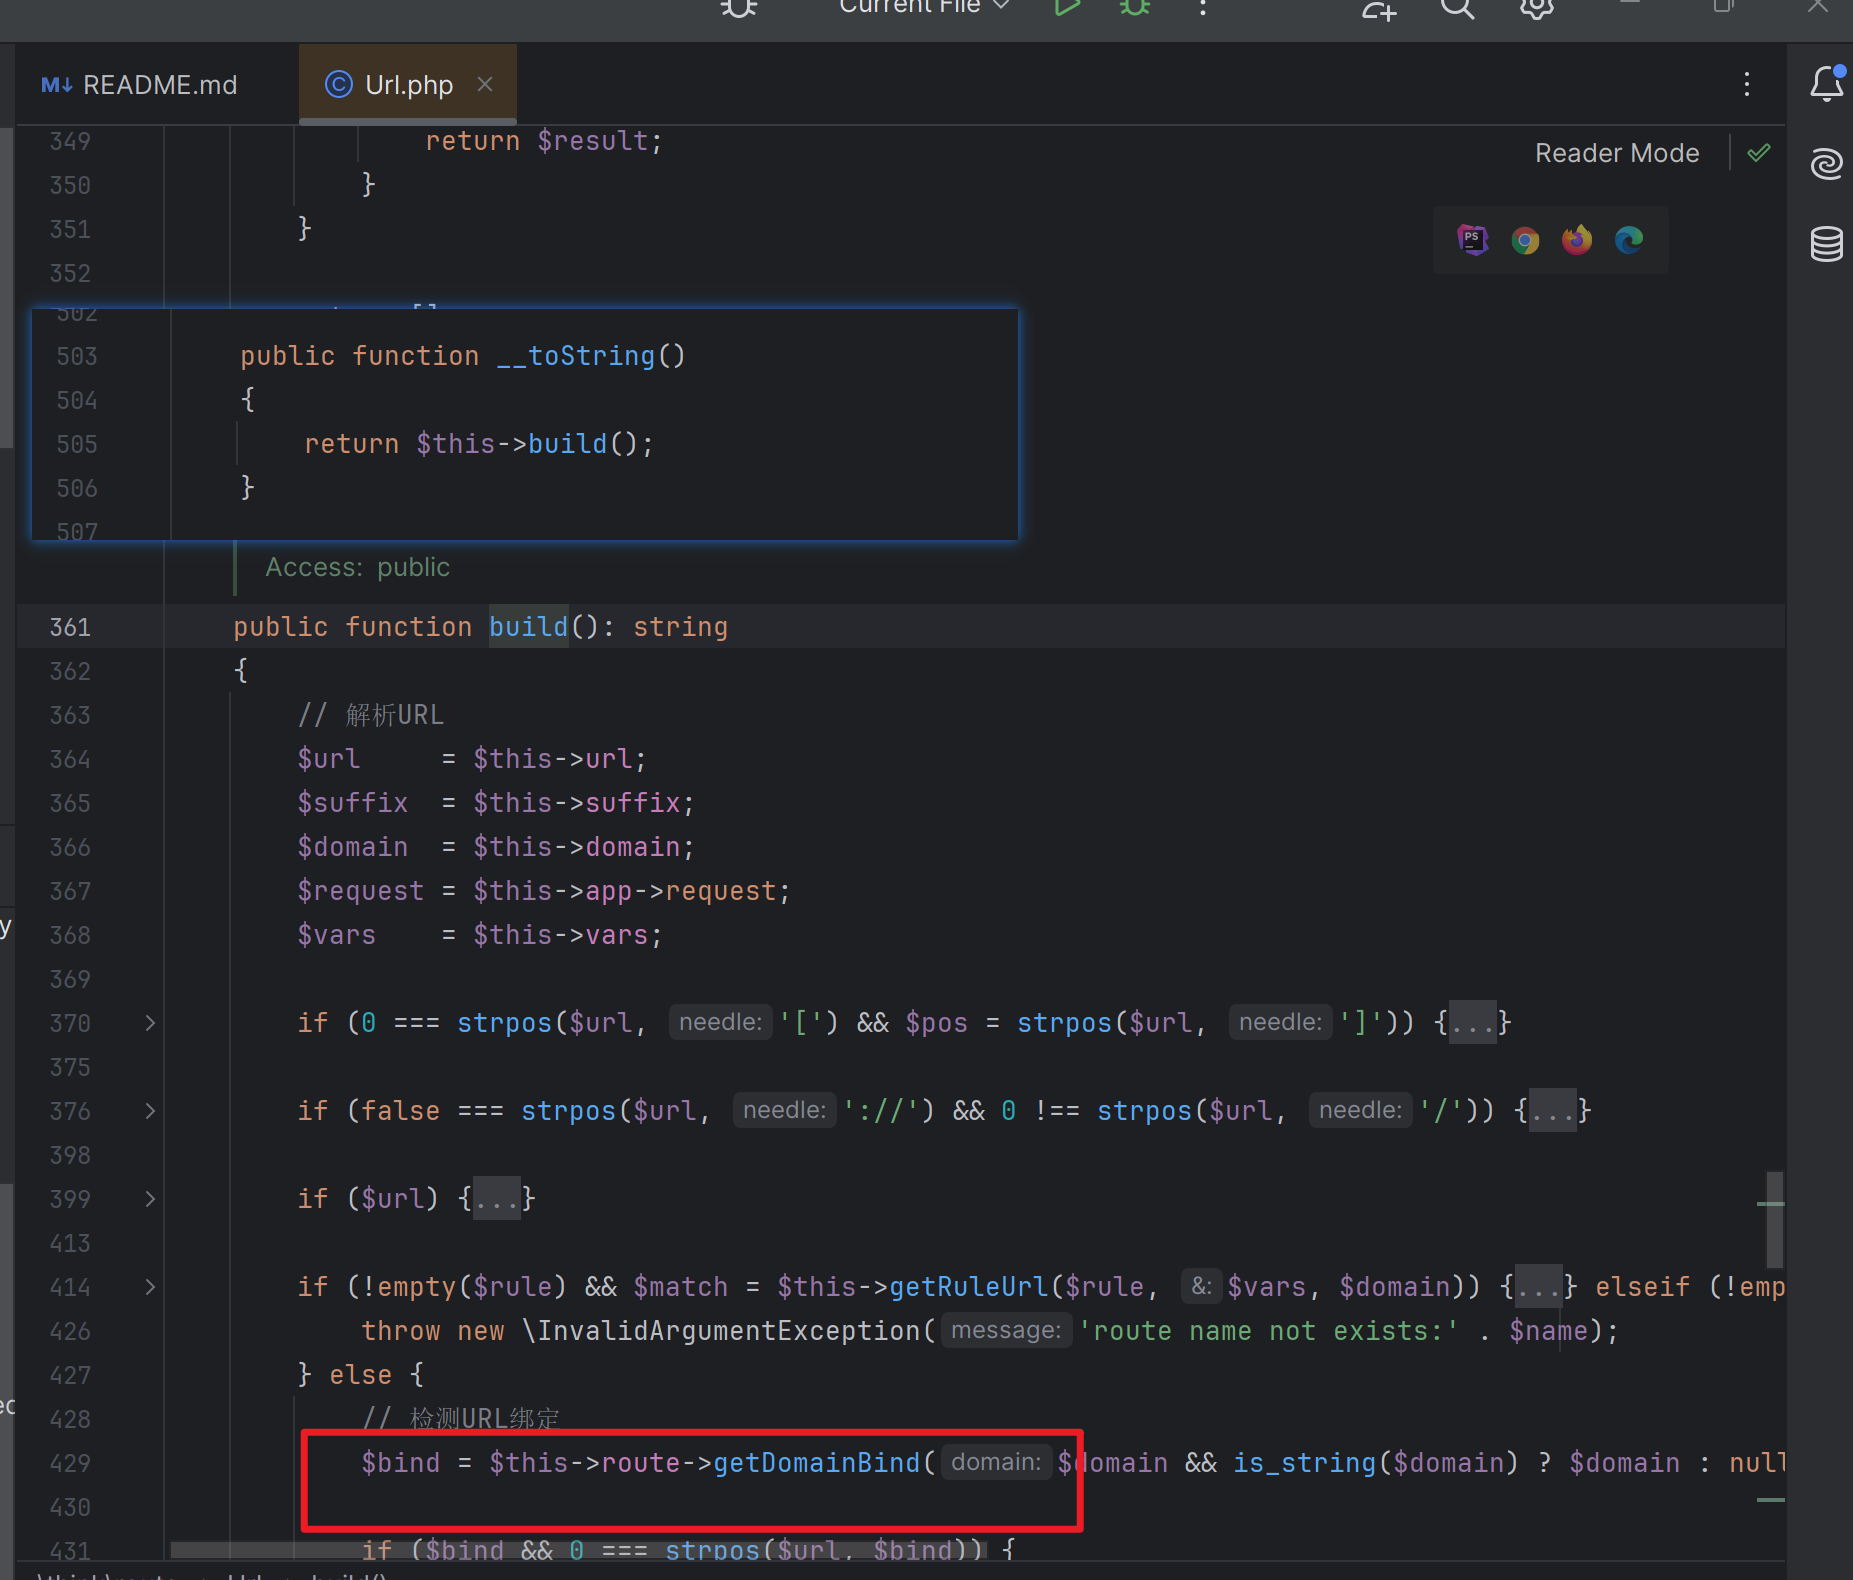 Current File
README.md
Url.php
Reader Mode
349 return $result;
350 }
351 }
352
502
503 public function __toString()
504 {
505 return $this->build();
506 }
507
Access: public
361 public function build(): string
362 {
363 // 解析URL
364 $url = $this->url;
365 $suffix = $this->suffix;
366 $domain = $this->domain;
367 $request = $this->app->request;
368 $vars = $this->vars;
369
370 if (0 === strpos($url, needle: '[') && $pos = strpos($url, needle: ']')) {...}
375
376 if (false === strpos($url, needle: '://') && 0 !== strpos($url, needle: '/')) {...}
398
399 if ($url) {...}
413
414 if (!empty($rule) && $match = $this->getRuleUrl($rule, &: $vars, $domain)) {...} elseif (!emp
426 throw new \InvalidArgumentException( message: 'route name not exists:' . $name);
427 } else {
428 // 检测URL绑定
429 $bind = $this->route->getDomainBind( domain: $domain && is_string($domain) ? $domain : null
430
431 if ($bind && 0 === strpos($url, $bind)) {